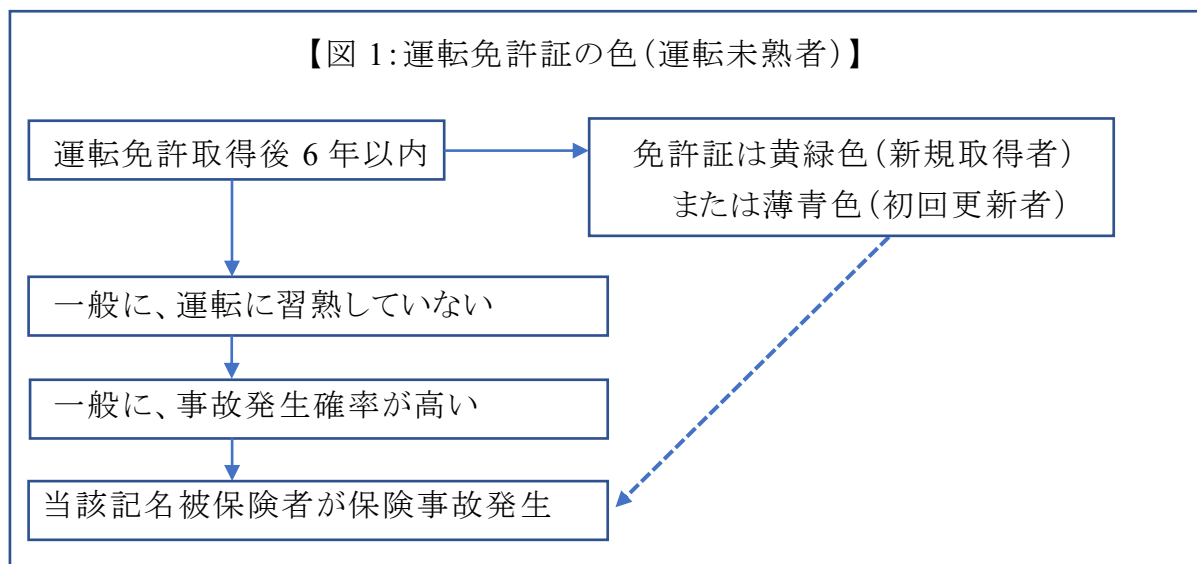 【図1:運転免許証の色(運転未熟者)】
運転免許取得後6年以内
免許証は黄緑色(新規取得者)
または薄青色(初回更新者)
一般に、運転に習熟していない
一般に、事故発生確率が高い
当該記名被保険者が保険事故発生